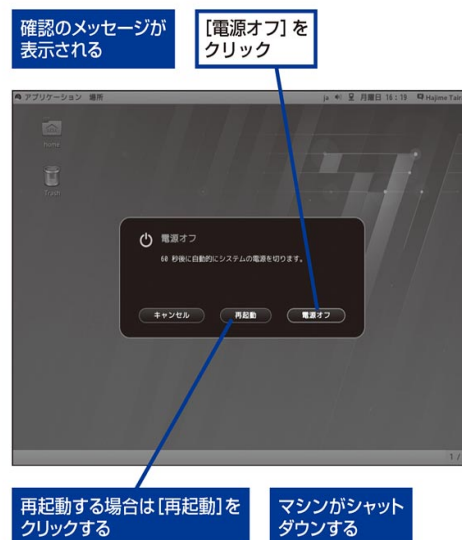 確認のメッセージが
表示される
[電源オフ]を
クリック
アプリケーション 場所
ja 月曜日 16:19 Hajime Tair
home
Trash
電源オフ
60 秒後に自動的にシステムの電源を切ります。
キャンセル 再起動 電源オフ
1 /
再起動する場合は[再起動]を
クリックする
マシンがシャット
ダウンする